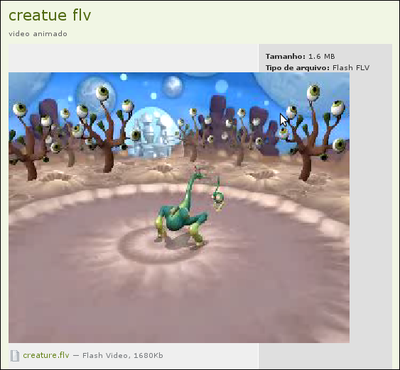 creatue flv
video animado
Tamanho: 1.6 MB
Tipo de arquivo: Flash FLV
creature.flv — Flash Video, 1680Kb